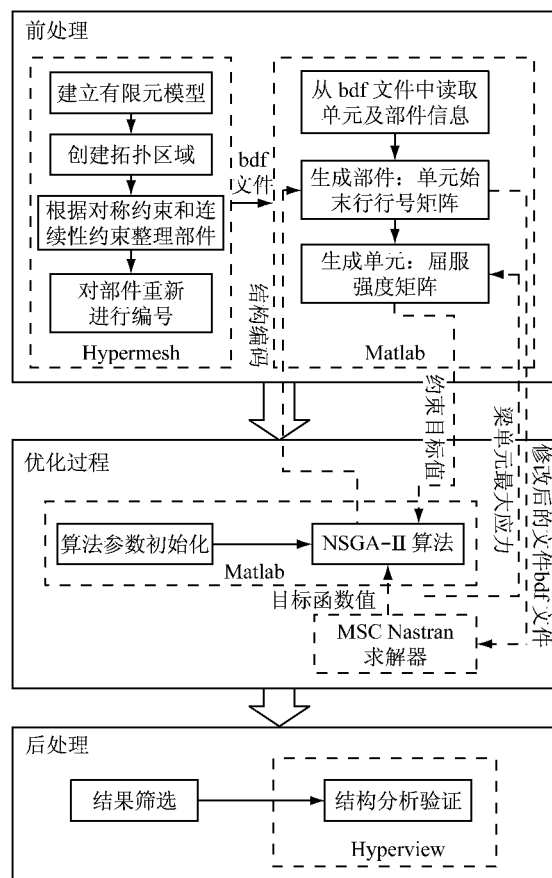 前处理
建立有限元模型
创建拓扑区域
根据对称约束和连
续性约束整理部件
对部件重新
进行编号
Hypermesh
bdf
文件
从 bdf 文件中读取
单元及部件信息
生成部件：单元始
末行行号矩阵
生成单元：屈服
强度矩阵
Matlab
结构编码
约束目标值
梁单元最大应力
修改后的文件bdf 文件
优化过程
算法参数初始化
NSGA-Ⅱ 算法
Matlab
目标函数值
MSC Nastran
求解器
后处理
结果筛选
结构分析验证
Hyperview